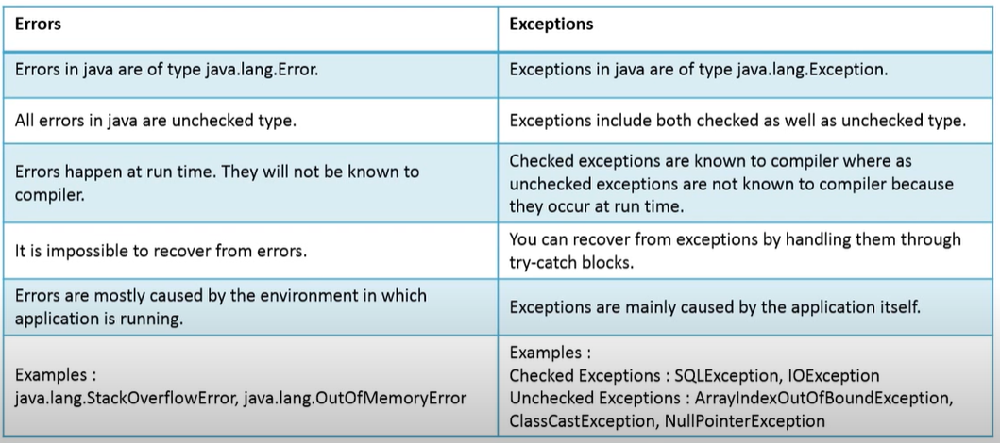 Errors
Exceptions
Errors in java are of type java.lang.Error.
Exceptions in java are of type java.lang.Exception.
All errors in java are unchecked type.
Exceptions include both checked as well as unchecked type.
Errors happen at run time. They will not be known to
compiler.
Checked exceptions are known to compiler where as
unchecked exceptions are not known to compiler because
they occur at run time.
It is impossible to recover from errors.
You can recover from exceptions by handling them through
try-catch blocks.
Errors are mostly caused by the environment in which
application is running.
Exceptions are mainly caused by the application itself.
Examples :
java.lang.StackOverflowError, java.lang.OutOfMemoryError
Examples :
Checked Exceptions : SQLException, IOException
Unchecked Exceptions : ArrayIndexOutOfBoundException,
ClassCastException, NullPointerException